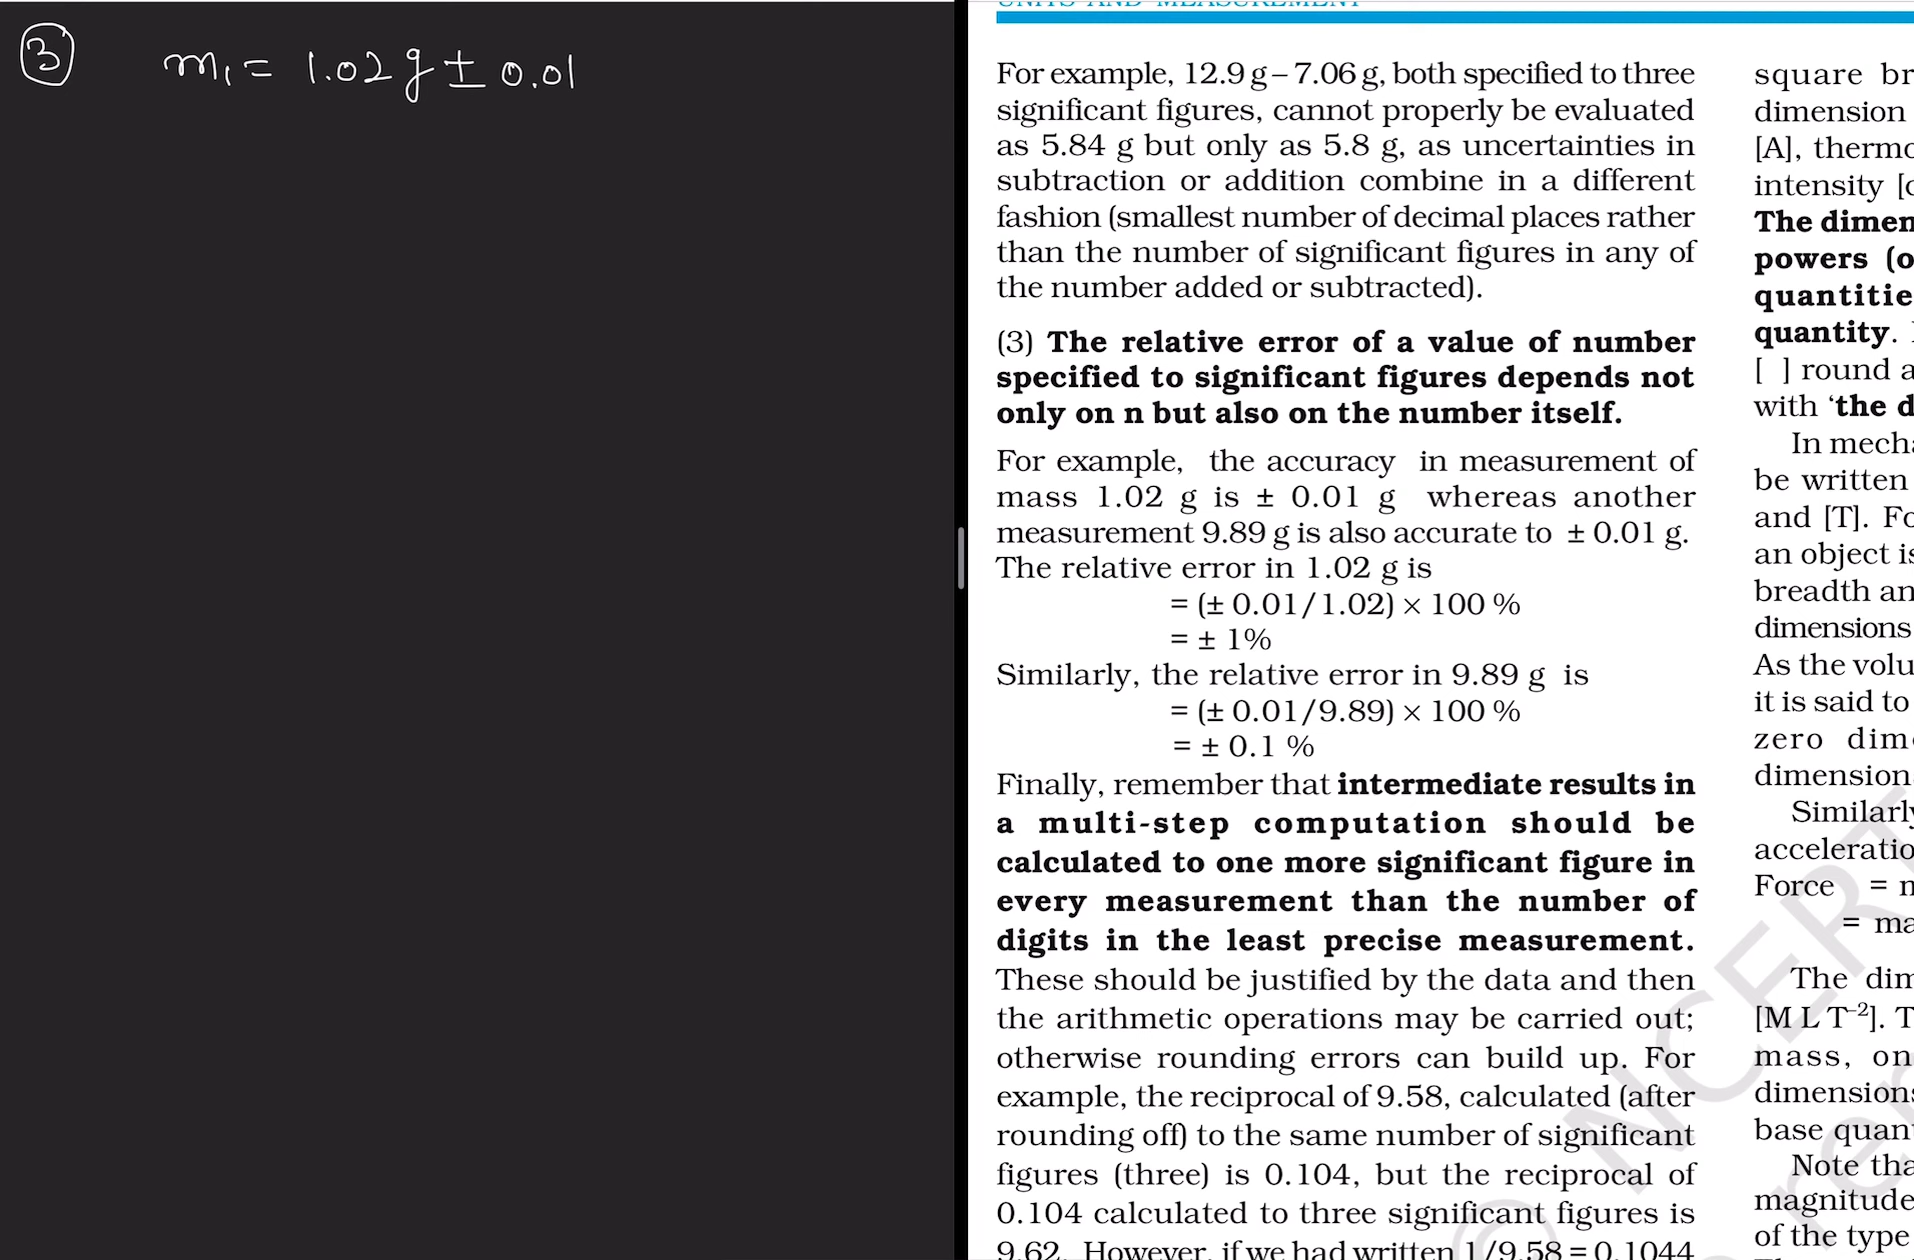 ③ m₁ = 1.02 g ± 0.01
UNITS AND MEASUREMENT
For example, 12.9 g – 7.06 g, both specified to three
significant figures, cannot properly be evaluated
as 5.84 g but only as 5.8 g, as uncertainties in
subtraction or addition combine in a different
fashion (smallest number of decimal places rather
than the number of significant figures in any of
the number added or subtracted).
(3) The relative error of a value of number
specified to significant figures depends not
only on n but also on the number itself.
For example, the accuracy in measurement of
mass 1.02 g is ± 0.01 g whereas another
measurement 9.89 g is also accurate to ± 0.01 g.
The relative error in 1.02 g is
= (± 0.01/1.02) × 100 %
= ± 1%
Similarly, the relative error in 9.89 g is
= (± 0.01/9.89) × 100 %
= ± 0.1 %
Finally, remember that intermediate results in
a multi-step computation should be
calculated to one more significant figure in
every measurement than the number of
digits in the least precise measurement.
These should be justified by the data and then
the arithmetic operations may be carried out;
otherwise rounding errors can build up. For
example, the reciprocal of 9.58, calculated (after
rounding off) to the same number of significant
figures (three) is 0.104, but the reciprocal of
0.104 calculated to three significant figures is
9.62. However, if we had written 1/9.58 = 0.1044
square br
dimension
[A], thermo
intensity [c
The dimen
powers (o
quantitie
quantity.
[ ] round a
with ‘the d
In mech
be written
and [T]. Fo
an object is
breadth an
dimensions
As the volu
it is said to
zero dim
dimension
Similarly
acceleratio
Force = m
= ma
The dim
[M L T⁻²]. T
mass, on
dimensions
base quan
Note tha
magnitude
of the type
© NCERT